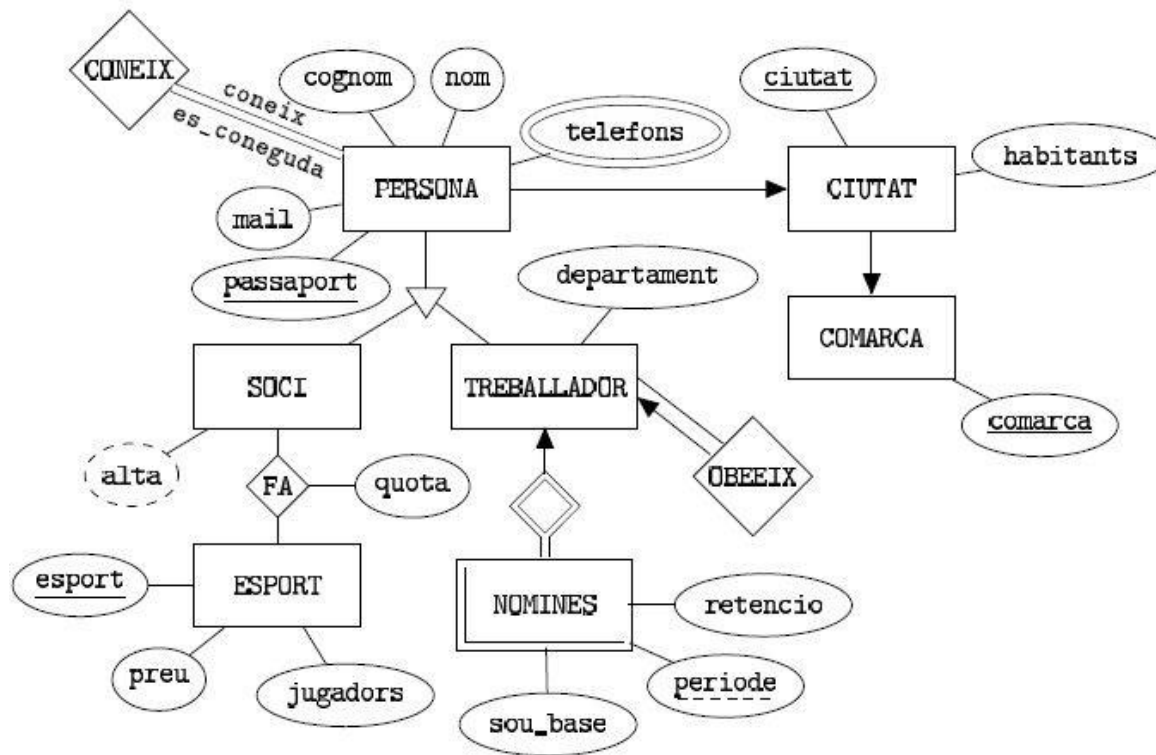 CONEIX
cognom
nom
ciutat
coneix
es_coneguda
telefons
habitants
PERSONA
CIUTAT
mail
passaport
departament
COMARCA
SOCI
TREBALLADOR
comarca
alta
FA
quota
OBEEIX
esport
ESPORT
NOMINES
retencio
preu
jugadors
periode
sou_base